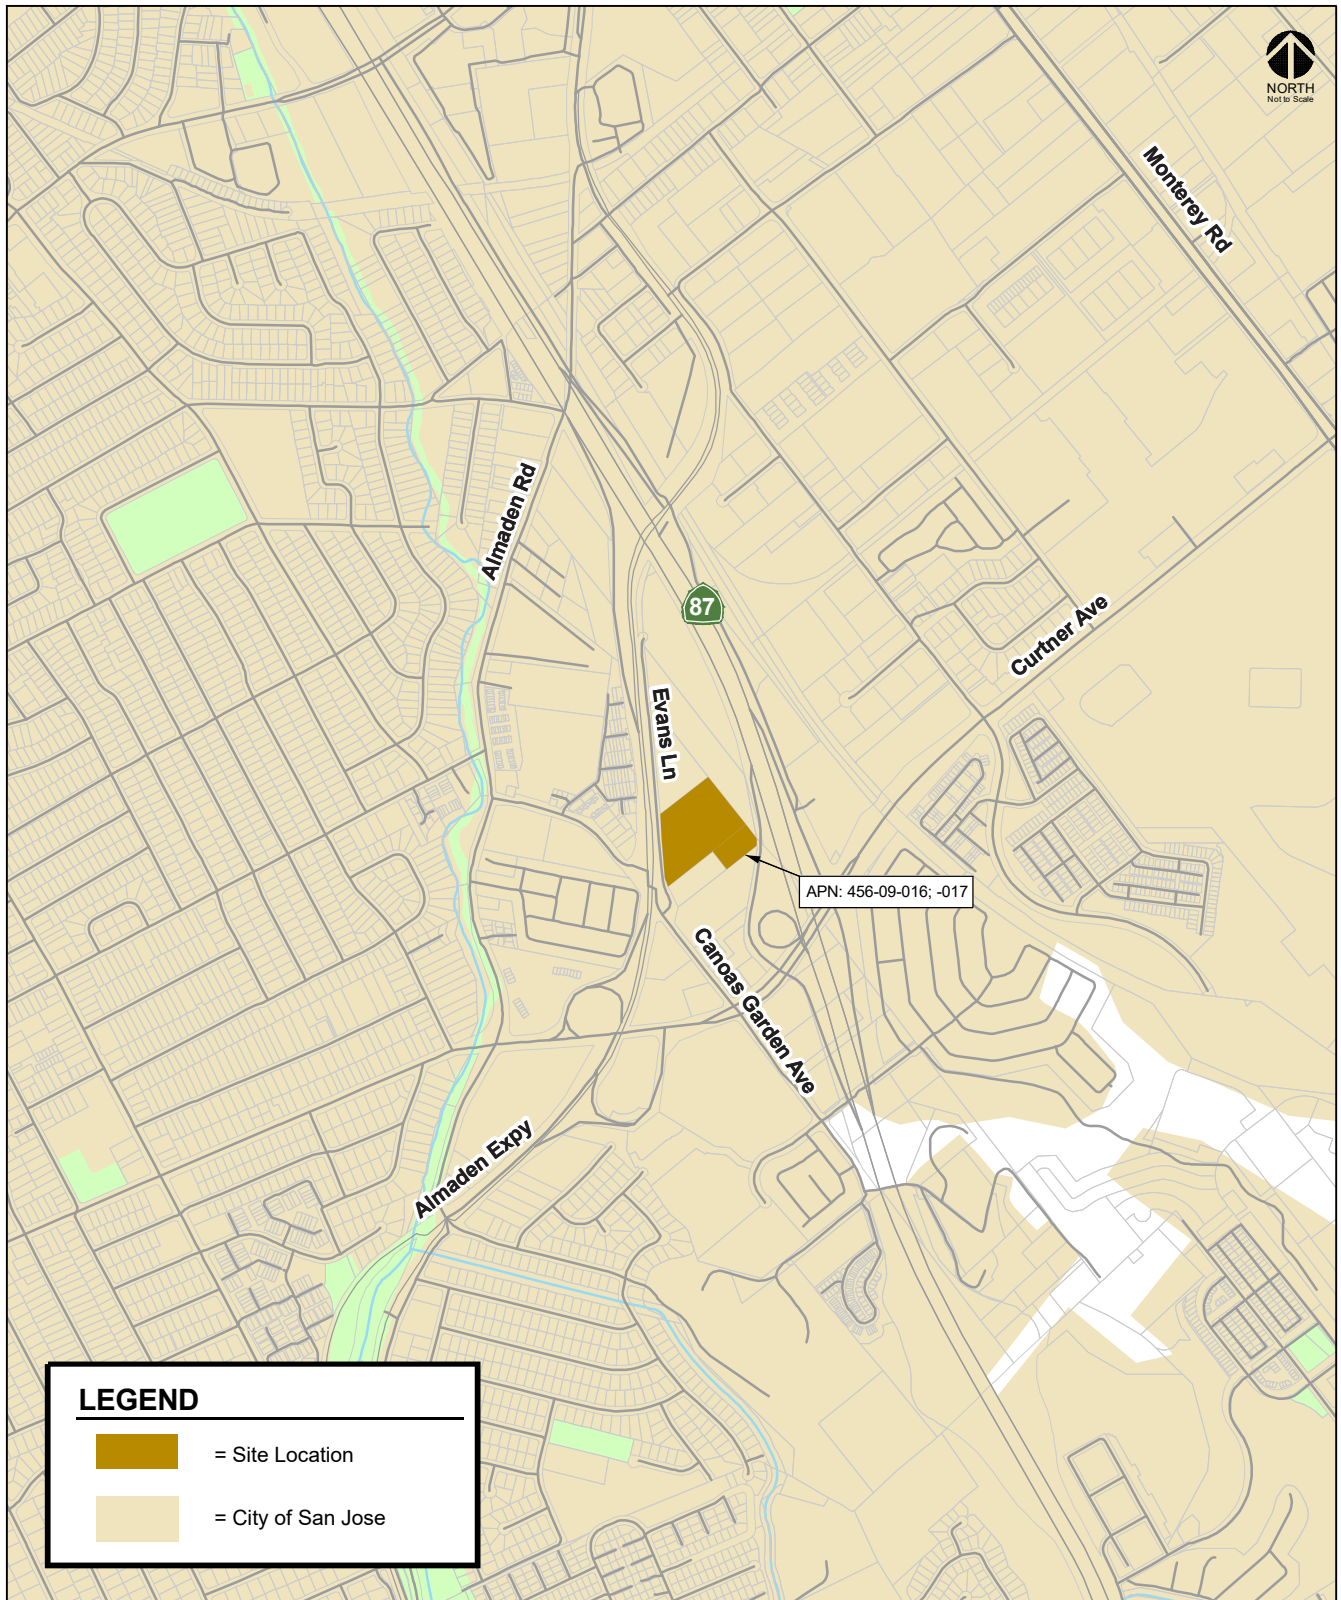 NORTH
Not to Scale
Monterey Rd
Almaden Rd
87
Curtner Ave
Evans Ln
APN: 456-09-016; -017
Canoas Garden Ave
Almaden Expy
LEGEND
= Site Location
= City of San Jose